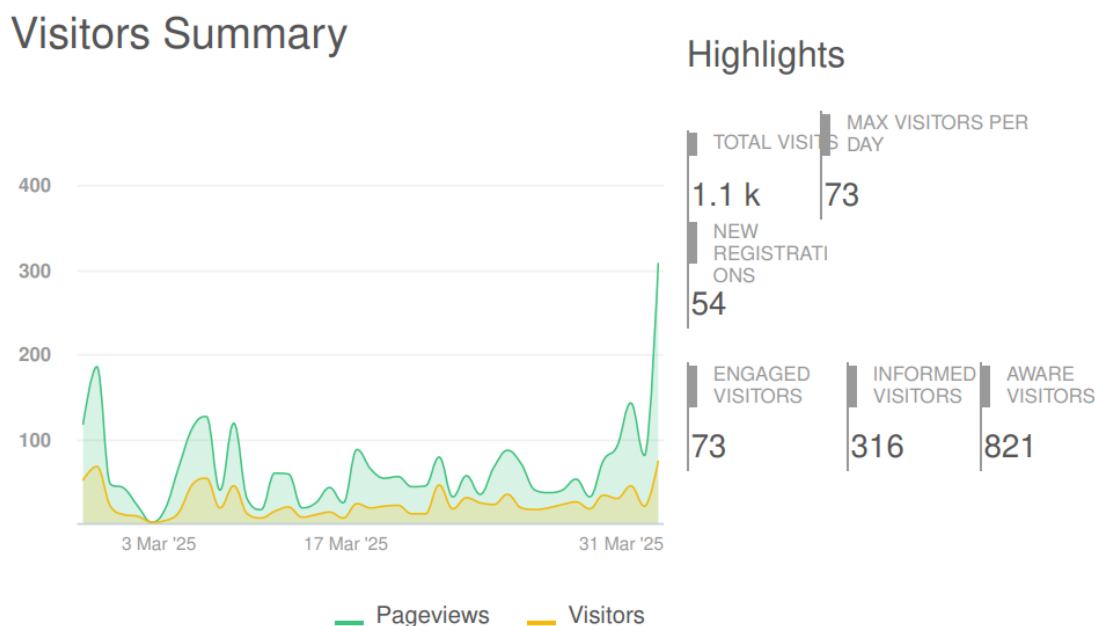 Visitors Summary
Highlights
TOTAL VISITS
MAX VISITORS PER
DAY
1.1 k
73
NEW
REGISTRATI
ONS
54
ENGAGED
VISITORS
73
INFORMED
VISITORS
316
AWARE
VISITORS
821
400
300
200
100
3 Mar '25
17 Mar '25
31 Mar '25
Pageviews
Visitors